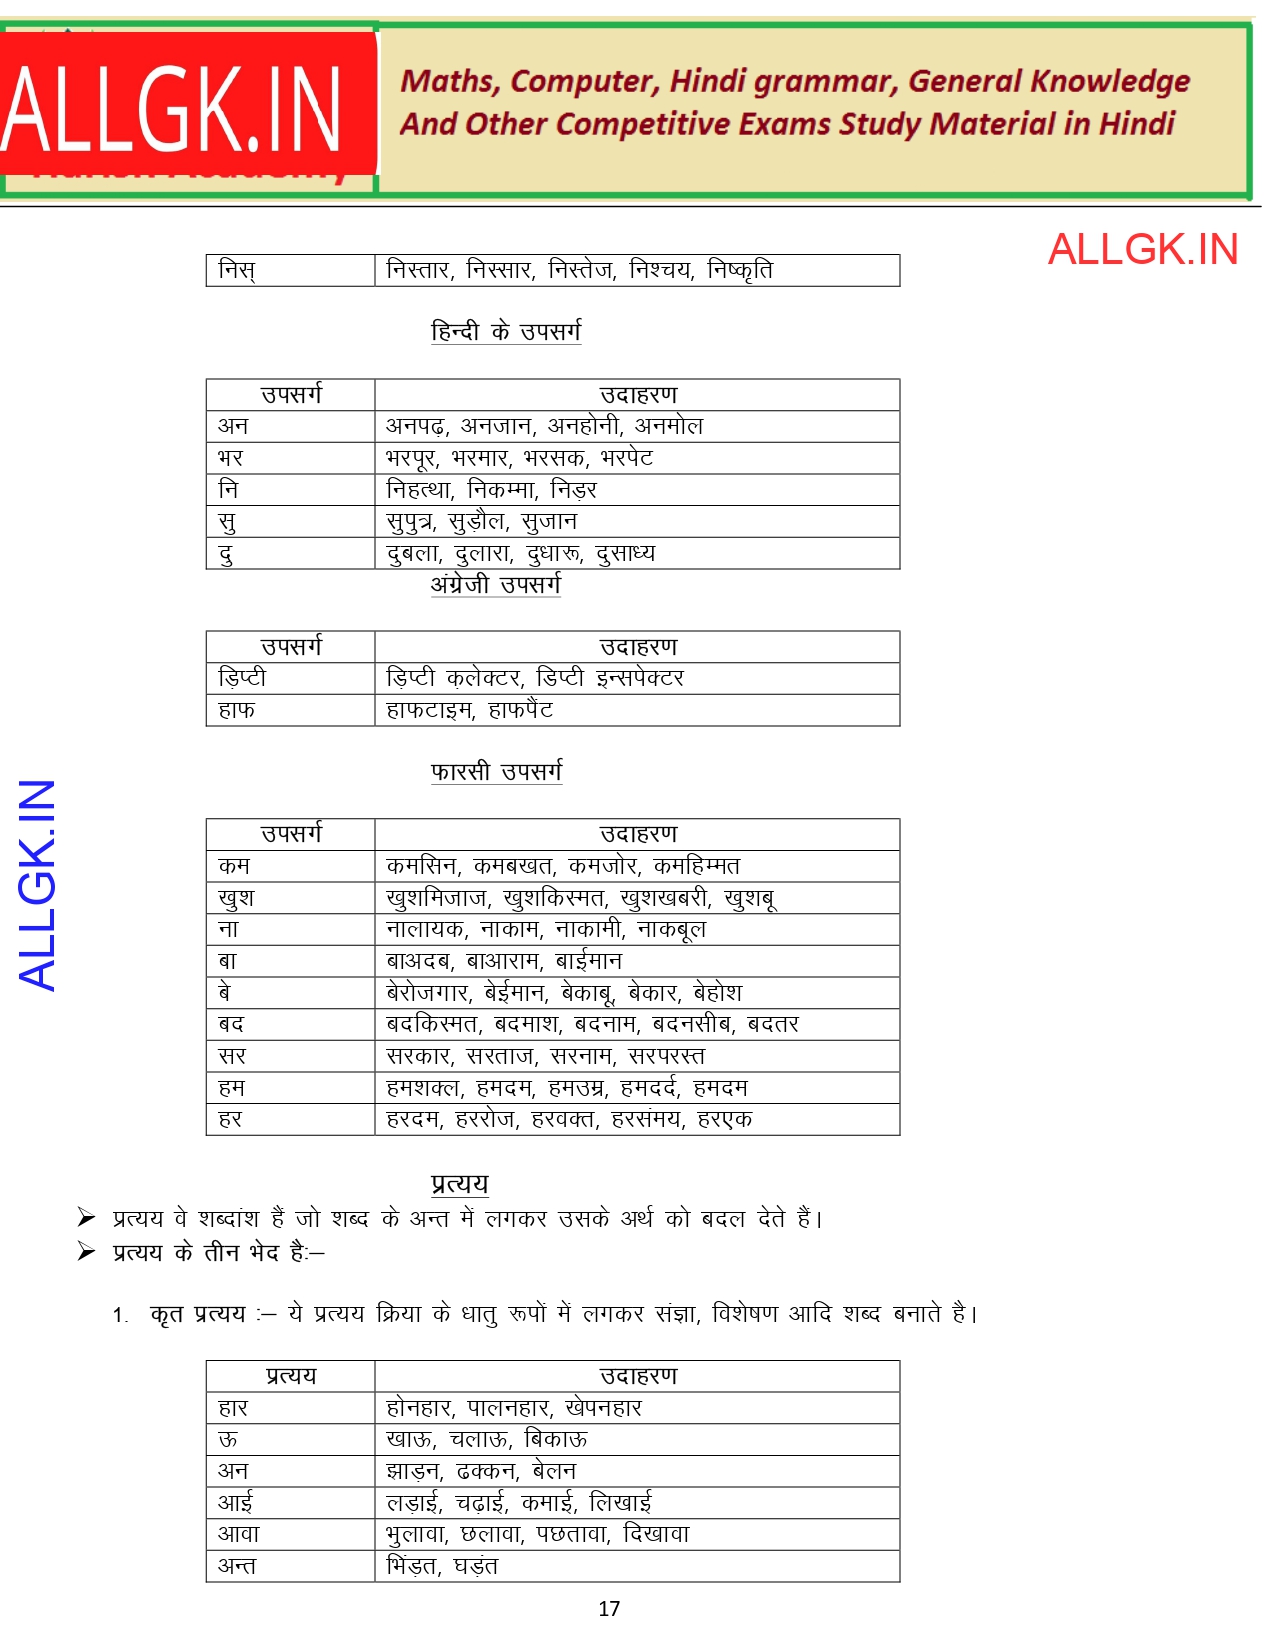 ALLGK.IN
Maths, Computer, Hindi grammar, General Knowledge
And Other Competitive Exams Study Material in Hindi
ALLGK.IN
निस् निस्तार, निस्सार, निस्तेज, निश्चय, निष्कृति
हिन्दी के उपसर्ग
उपसर्ग उदाहरण
अन अनपढ़, अनजान, अनहोनी, अनमोल
भर भरपूर, भरमार, भरसक, भरपेट
नि निहत्था, निकम्मा, निड़र
सु सुपुत्र, सुड़ौल, सुजान
दु दुबला, दुलारा, दुधारू, दुसाध्य
अंग्रेजी उपसर्ग
उपसर्ग उदाहरण
ड़िप्टी ड़िप्टी क़लेक्टर, डिप्टी इन्सपेक्टर
हाफ हाफटाइम, हाफपैंट
फारसी उपसर्ग
उपसर्ग उदाहरण
कम कमसिन, कमबखत, कमजोर, कमहिम्मत
खुश खुशमिजाज, खुशकिस्मत, खुशखबरी, खुशबू
ना नालायक, नाकाम, नाकामी, नाकबूल
बा बाअदब, बाआराम, बाईमान
बे बेरोजगार, बेईमान, बेकाबू, बेकार, बेहोश
बद बदकिस्मत, बदमाश, बदनाम, बदनसीब, बदतर
सर सरकार, सरताज, सरनाम, सरपरस्त
हम हमशक्ल, हमदम, हमउम्र, हमदर्द, हमदम
हर हरदम, हररोज, हरवक्त, हरसंमय, हरएक
ALLGK.IN
प्रत्यय
➢ प्रत्यय वे शब्दांश हैं जो शब्द के अन्त में लगकर उसके अर्थ को बदल देते हैं।
➢ प्रत्यय के तीन भेद है:–
1. कृत प्रत्यय :– ये प्रत्यय क्रिया के धातु रूपों में लगकर संज्ञा, विशेषण आदि शब्द बनाते है।
प्रत्यय उदाहरण
हार होनहार, पालनहार, खेपनहार
ऊ खाऊ, चलाऊ, बिकाऊ
अन झाड़न, ढक्कन, बेलन
आई लड़ाई, चढ़ाई, कमाई, लिखाई
आवा भुलावा, छलावा, पछतावा, दिखावा
अन्त भिंड़त, घड़ंत
17